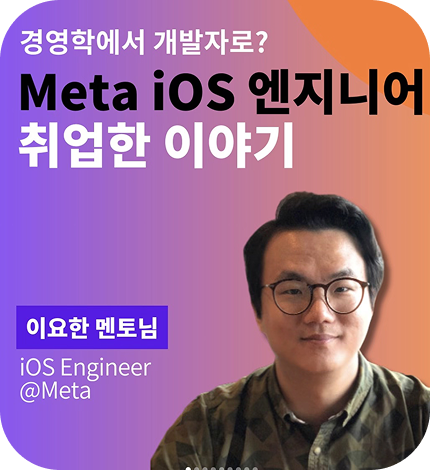 경영학에서 개발자로?
Meta iOS 엔지니어
취업한 이야기
이요한 멘토님
iOS Engineer
@Meta